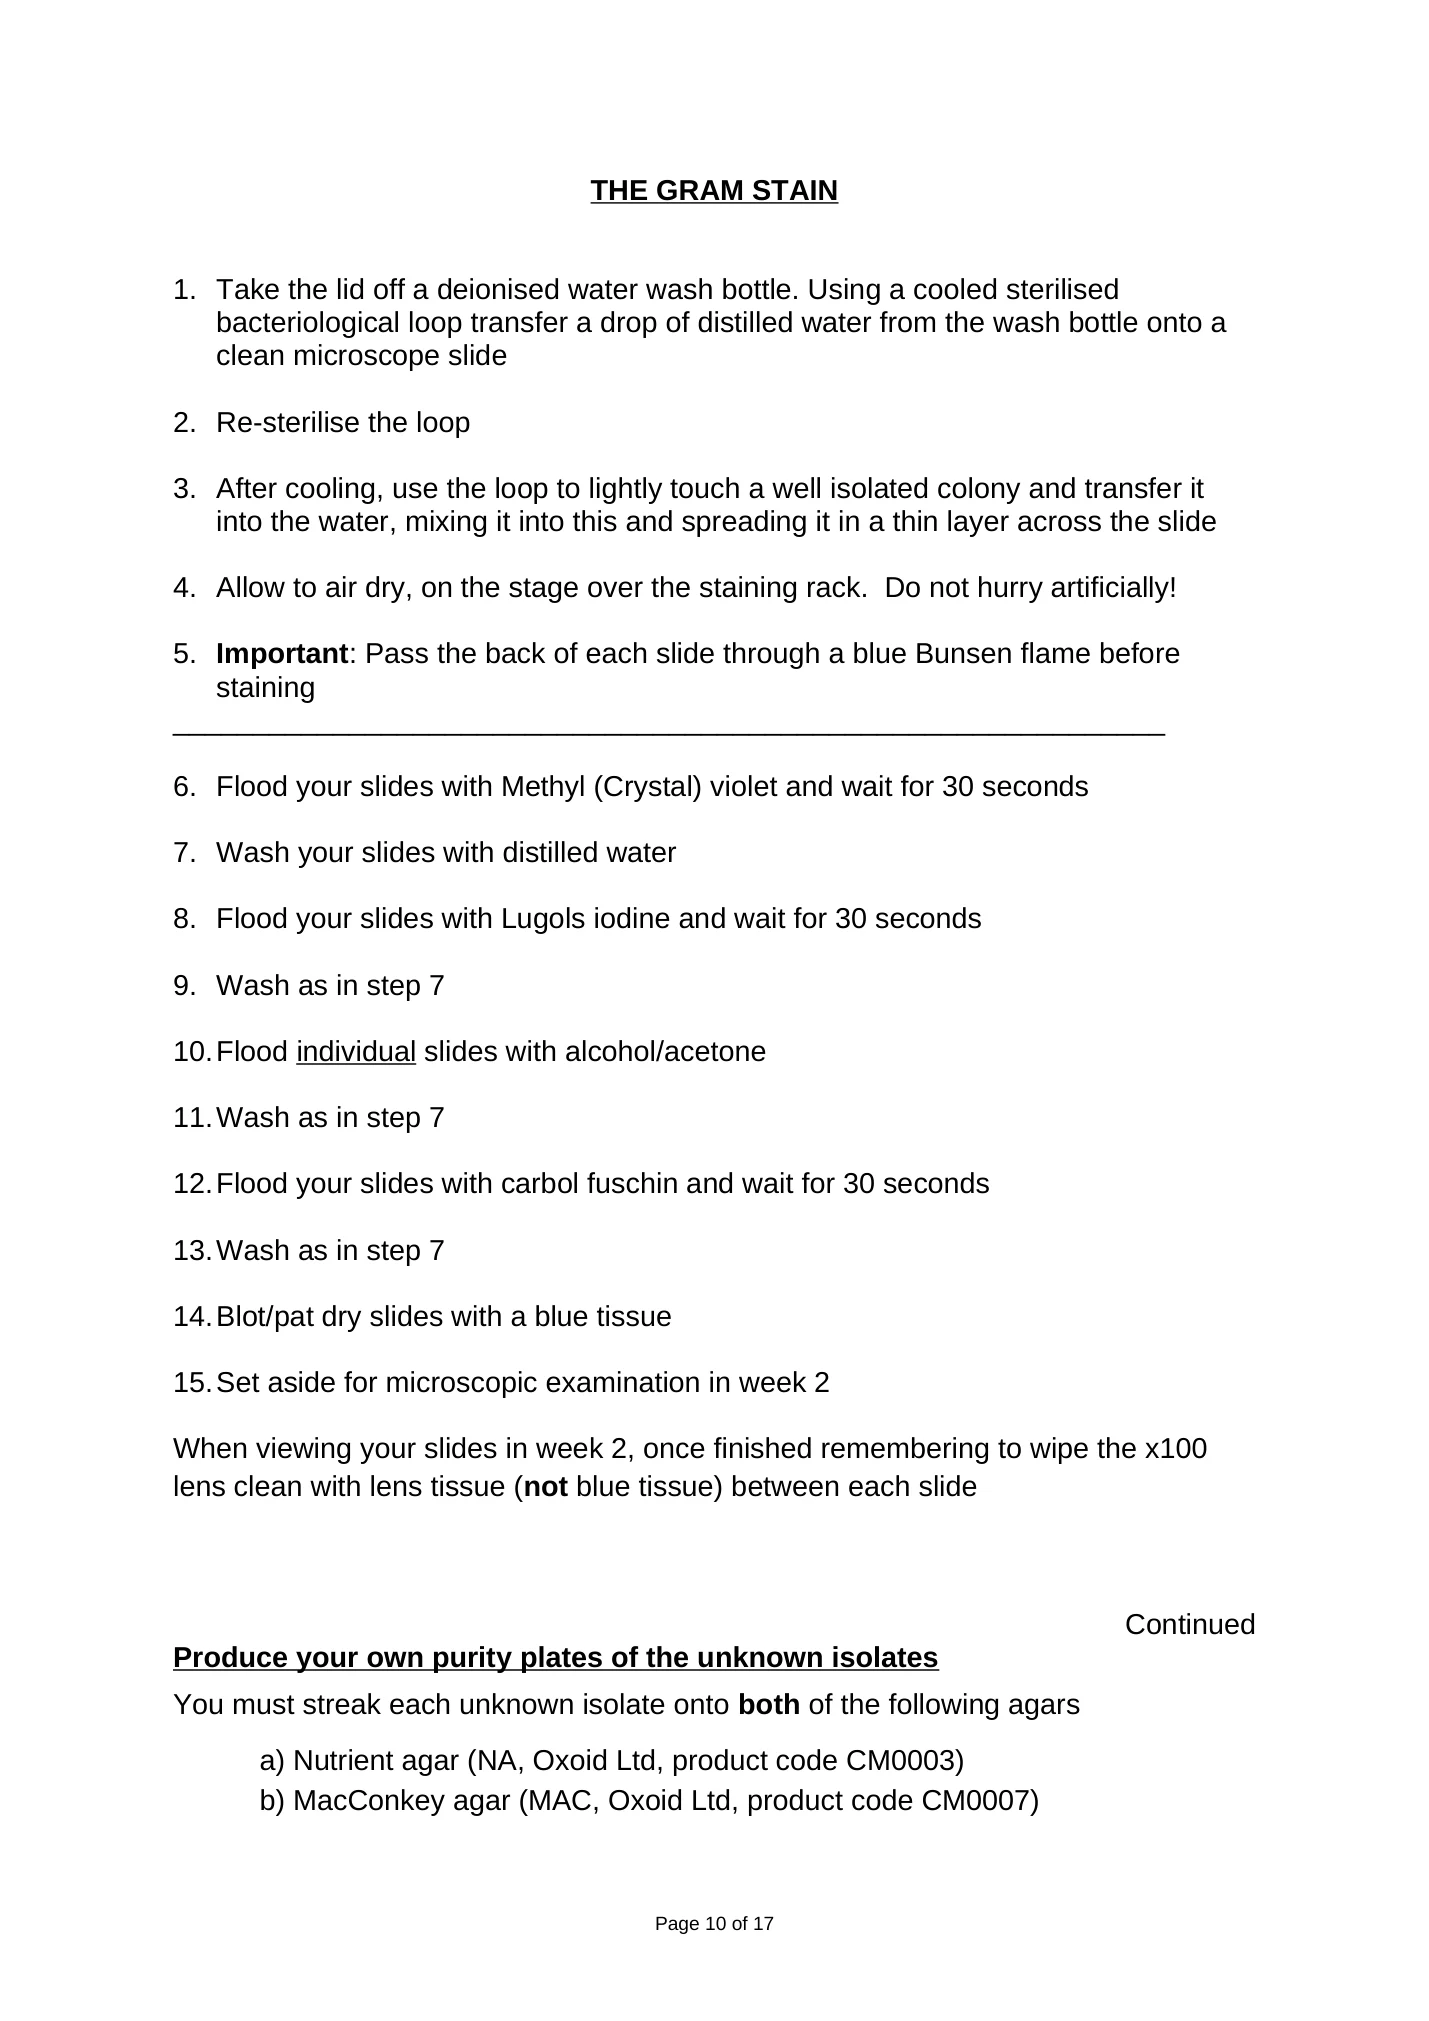 THE GRAM STAIN
1. Take the lid off a deionised water wash bottle. Using a cooled sterilised
bacteriological loop transfer a drop of distilled water from the wash bottle onto a
clean microscope slide
2. Re-sterilise the loop
3. After cooling, use the loop to lightly touch a well isolated colony and transfer it
into the water, mixing it into this and spreading it in a thin layer across the slide
4. Allow to air dry, on the stage over the staining rack.  Do not hurry artificially!
5. Important: Pass the back of each slide through a blue Bunsen flame before
staining
6. Flood your slides with Methyl (Crystal) violet and wait for 30 seconds
7. Wash your slides with distilled water
8. Flood your slides with Lugols iodine and wait for 30 seconds
9. Wash as in step 7
10. Flood individual slides with alcohol/acetone
11. Wash as in step 7
12. Flood your slides with carbol fuschin and wait for 30 seconds
13. Wash as in step 7
14. Blot/pat dry slides with a blue tissue
15. Set aside for microscopic examination in week 2
When viewing your slides in week 2, once finished remembering to wipe the x100
lens clean with lens tissue (not blue tissue) between each slide
Continued
Produce your own purity plates of the unknown isolates
You must streak each unknown isolate onto both of the following agars
a) Nutrient agar (NA, Oxoid Ltd, product code CM0003)
b) MacConkey agar (MAC, Oxoid Ltd, product code CM0007)
Page 10 of 17